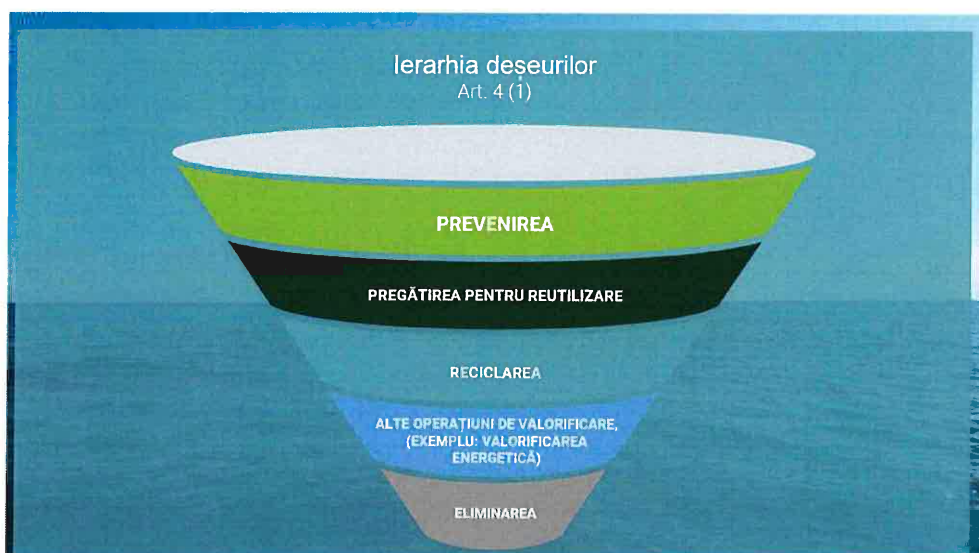 Ierarhia deșeurilor
Art. 4 (1)
PREVENIREA
PREGĂTIREA PENTRU REUTILIZARE
RECICLAREA
ALTE OPERAȚIUNI DE VALORIFICARE,
(EXEMPLU: VALORIFICAREA
ENERGETICĂ)
ELIMINAREA